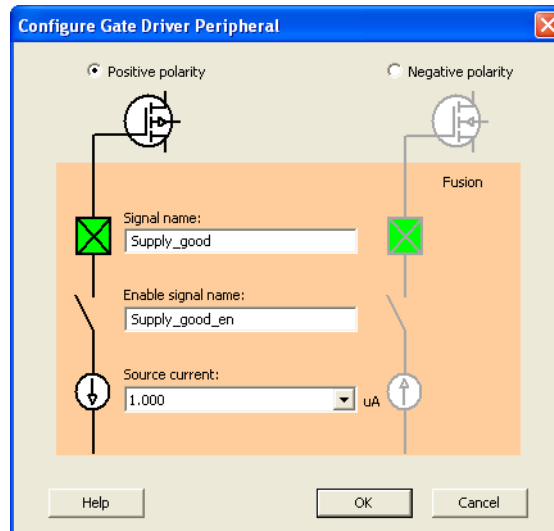 Configure Gate Driver Peripheral
Positive polarity
Negative polarity
Fusion
Signal name:
Supply_good
Enable signal name:
Supply_good_en
Source current:
1.000
uA
Help
OK
Cancel